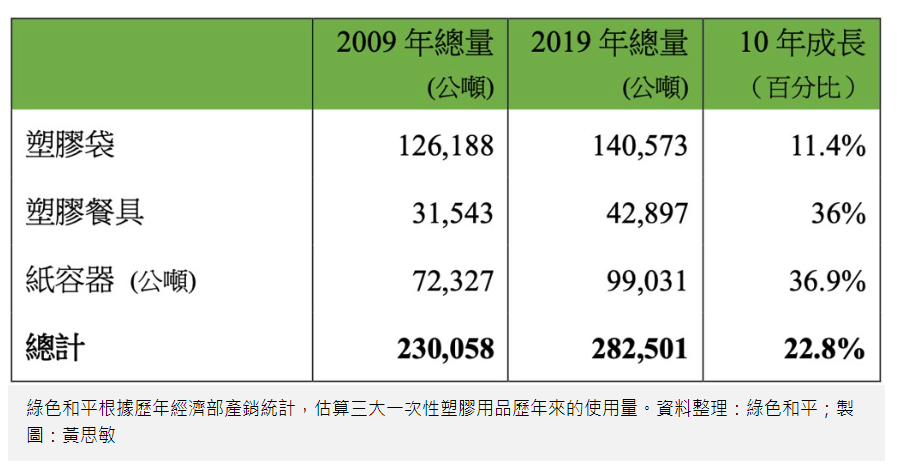 2009 年總量 2019 年總量 10 年成長
(公噸) (公噸) （百分比）
塑膠袋 126,188 140,573 11.4%
塑膠餐具 31,543 42,897 36%
紙容器 (公噸) 72,327 99,031 36.9%
總計 230,058 282,501 22.8%
綠色和平根據歷年經濟部產銷統計，估算三大一次性塑膠用品歷年來的使用量。資料整理：綠色和平；製
圖：黃思敏